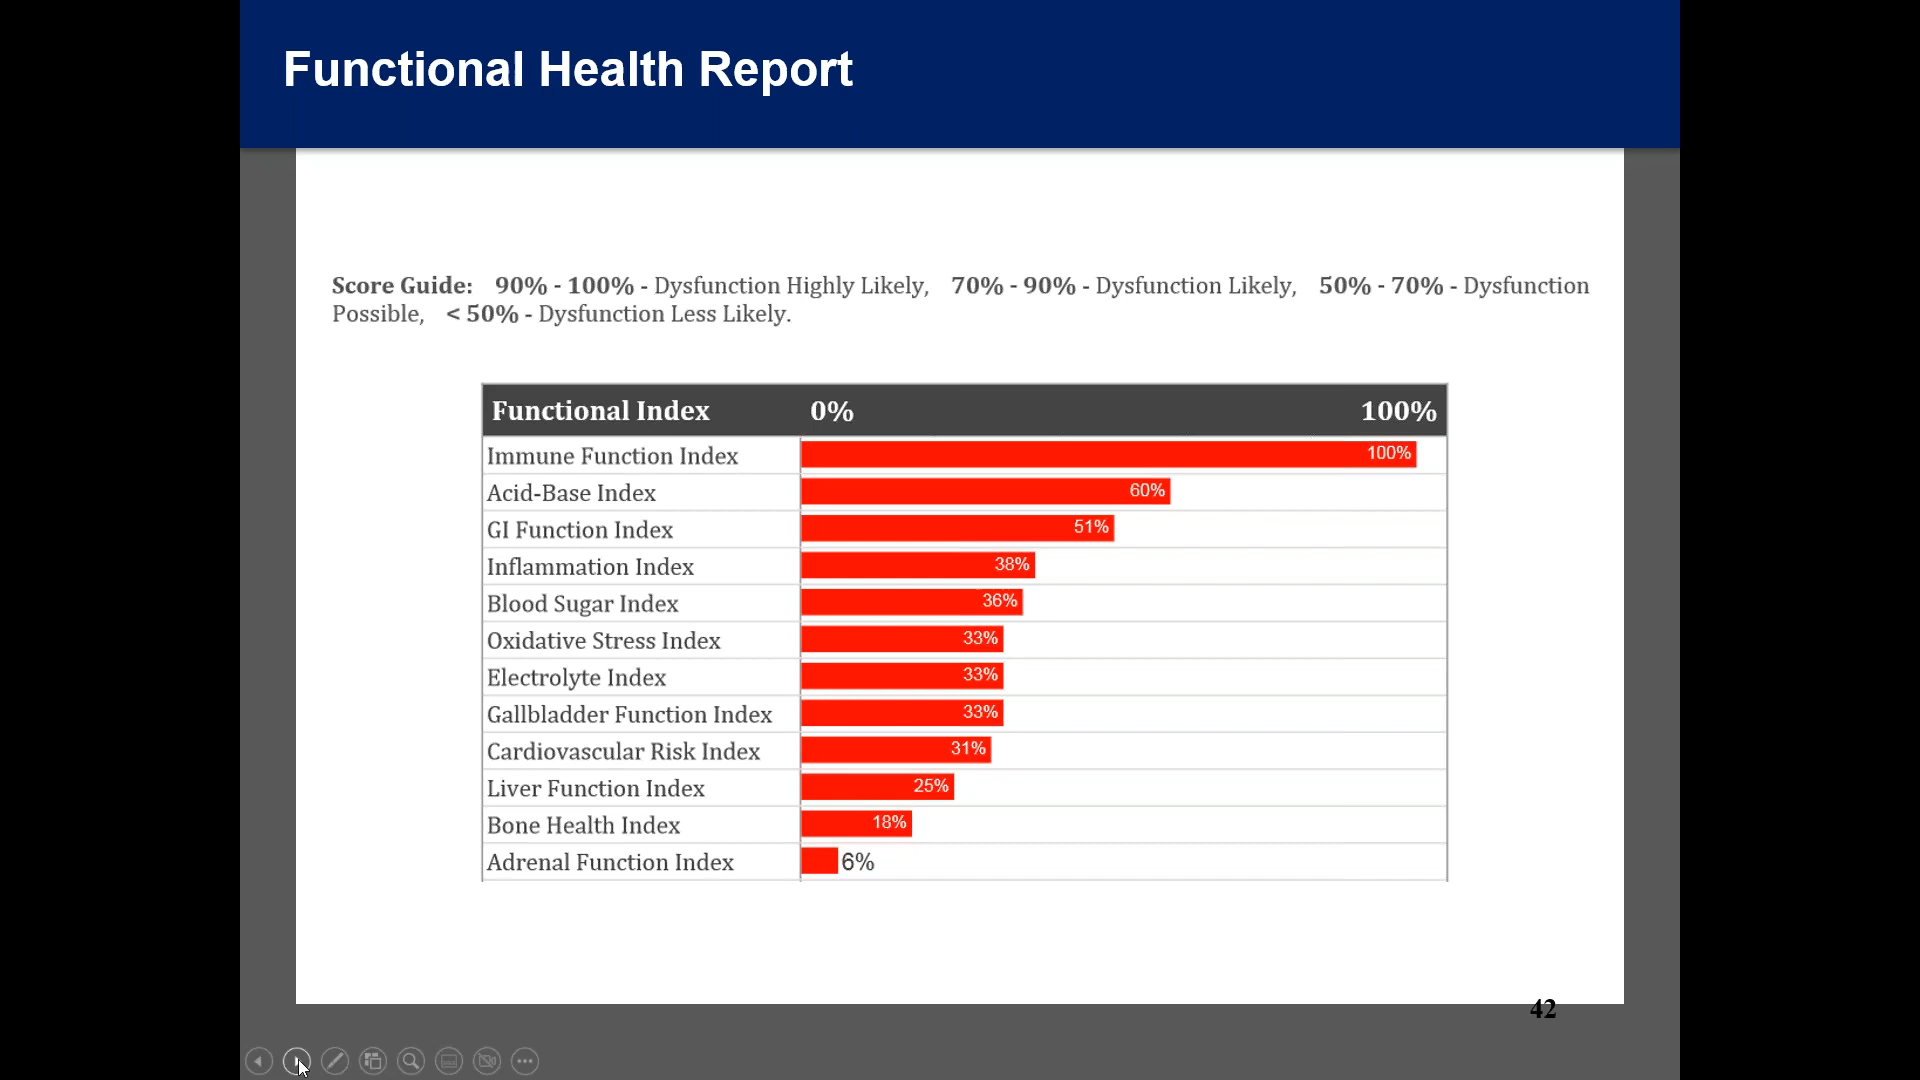 Functional Health Report
Score Guide: 90% - 100% - Dysfunction Highly Likely, 70% - 90% - Dysfunction Likely, 50% - 70% - Dysfunction
Possible, < 50% - Dysfunction Less Likely.
Functional Index 0% 100%
Immune Function Index 100%
Acid-Base Index 60%
GI Function Index 51%
Inflammation Index 38%
Blood Sugar Index 36%
Oxidative Stress Index 33%
Electrolyte Index 33%
Gallbladder Function Index 33%
Cardiovascular Risk Index 31%
Liver Function Index 25%
Bone Health Index 18%
Adrenal Function Index 6%
42